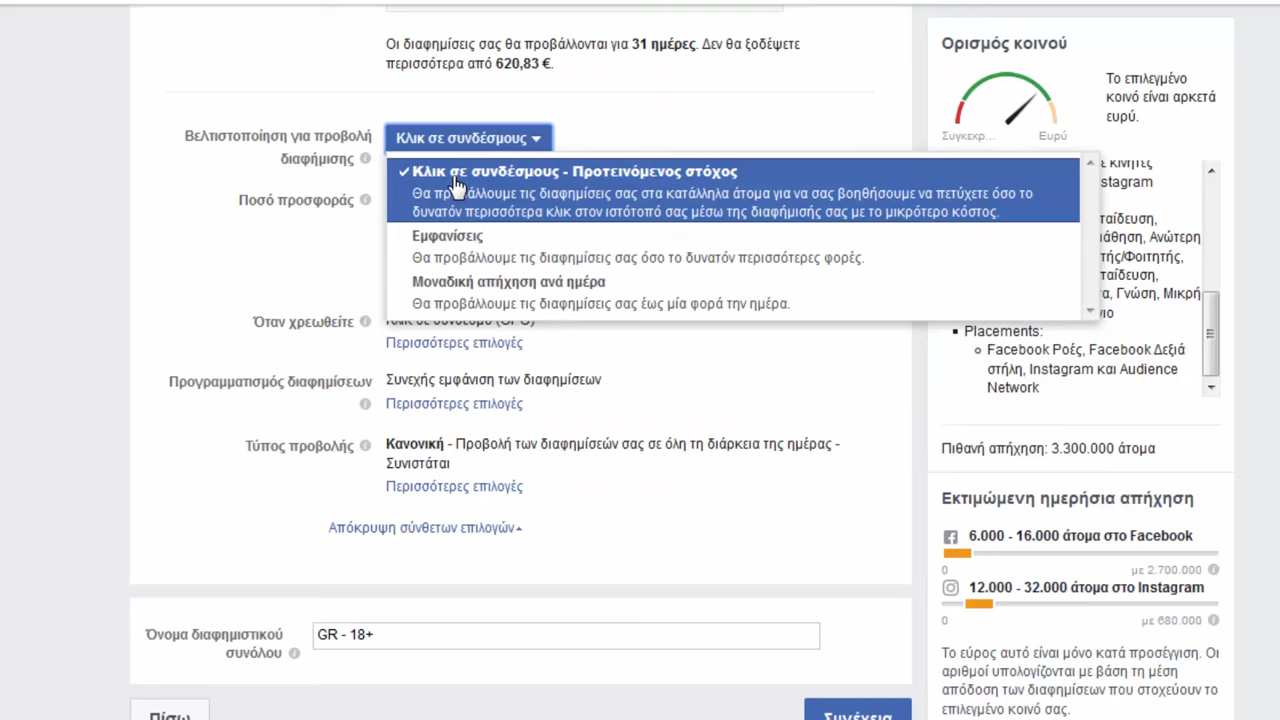 Οι διαφημίσεις σας θα προβάλλονται για 31 ημέρες. Δεν θα ξοδέψετε
περισσότερα από 620,83 €.
Βελτιστοποίηση για προβολή
διαφήμισης
Κλικ σε συνδέσμους
Κλικ σε συνδέσμους - Προτεινόμενος στόχος
Θα προβάλλουμε τις διαφημίσεις σας στα κατάλληλα άτομα για να σας βοηθήσουμε να πετύχετε όσο το
δυνατόν περισσότερα κλικ στον ιστότοπό σας μέσω της διαφήμισής σας με το μικρότερο κόστος.
Εμφανίσεις
Θα προβάλλουμε τις διαφημίσεις σας όσο το δυνατόν περισσότερες φορές.
Μοναδική απήχηση ανά ημέρα
Θα προβάλλουμε τις διαφημίσεις σας έως μία φορά την ημέρα.
Ποσό προσφοράς
Όταν χρεωθείτε
Περισσότερες επιλογές
Προγραμματισμός διαφημίσεων
Συνεχής εμφάνιση των διαφημίσεων
Περισσότερες επιλογές
Τύπος προβολής
Κανονική - Προβολή των διαφημίσεών σας σε όλη τη διάρκεια της ημέρας -
Συνιστάται
Περισσότερες επιλογές
Απόκρυψη σύνθετων επιλογών
Όνομα διαφημιστικού
συνόλου
GR - 18+
Πίσω
Συνέχεια
Ορισμός κοινού
Συγκεκρ...
Ευρύ
Το επιλεγμένο
κοινό είναι αρκετά
ευρύ.
ε κινητές
stagram
ταίδευση,
άθηση, Ανώτερη
τής/Φοιτητής,
ταίδευση,
α, Γνώση, Μικρή
ιο
Placements:
Facebook Ροές, Facebook Δεξιά
στήλη, Instagram και Audience
Network
Πιθανή απήχηση: 3.300.000 άτομα
Εκτιμώμενη ημερήσια απήχηση
6.000 - 16.000 άτομα στο Facebook
0
με 2.700.000
12.000 - 32.000 άτομα στο Instagram
0
με 680.000
Το εύρος αυτό είναι μόνο κατά προσέγγιση. Οι
αριθμοί υπολογίζονται με βάση τη μέση
απόδοση των διαφημίσεων που στοχεύουν το
επιλεγμένο κοινό σας.